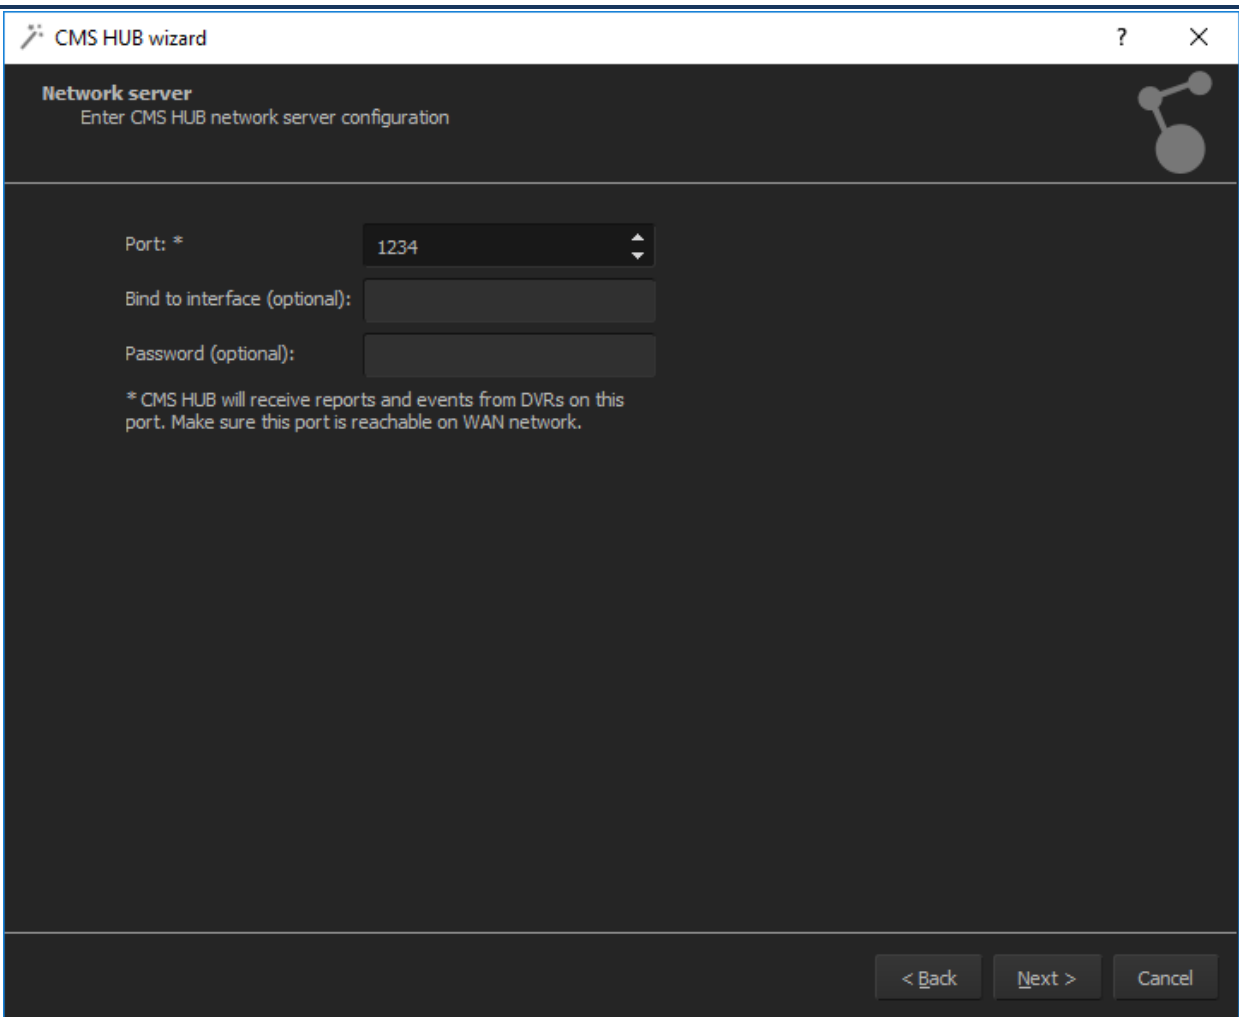 CMS HUB wizard
?
Network server
Enter CMS HUB network server configuration
Port: *
1234
Bind to interface (optional):
Password (optional):
* CMS HUB will receive reports and events from DVRs on this
port. Make sure this port is reachable on WAN network.
< Back
Next >
Cancel